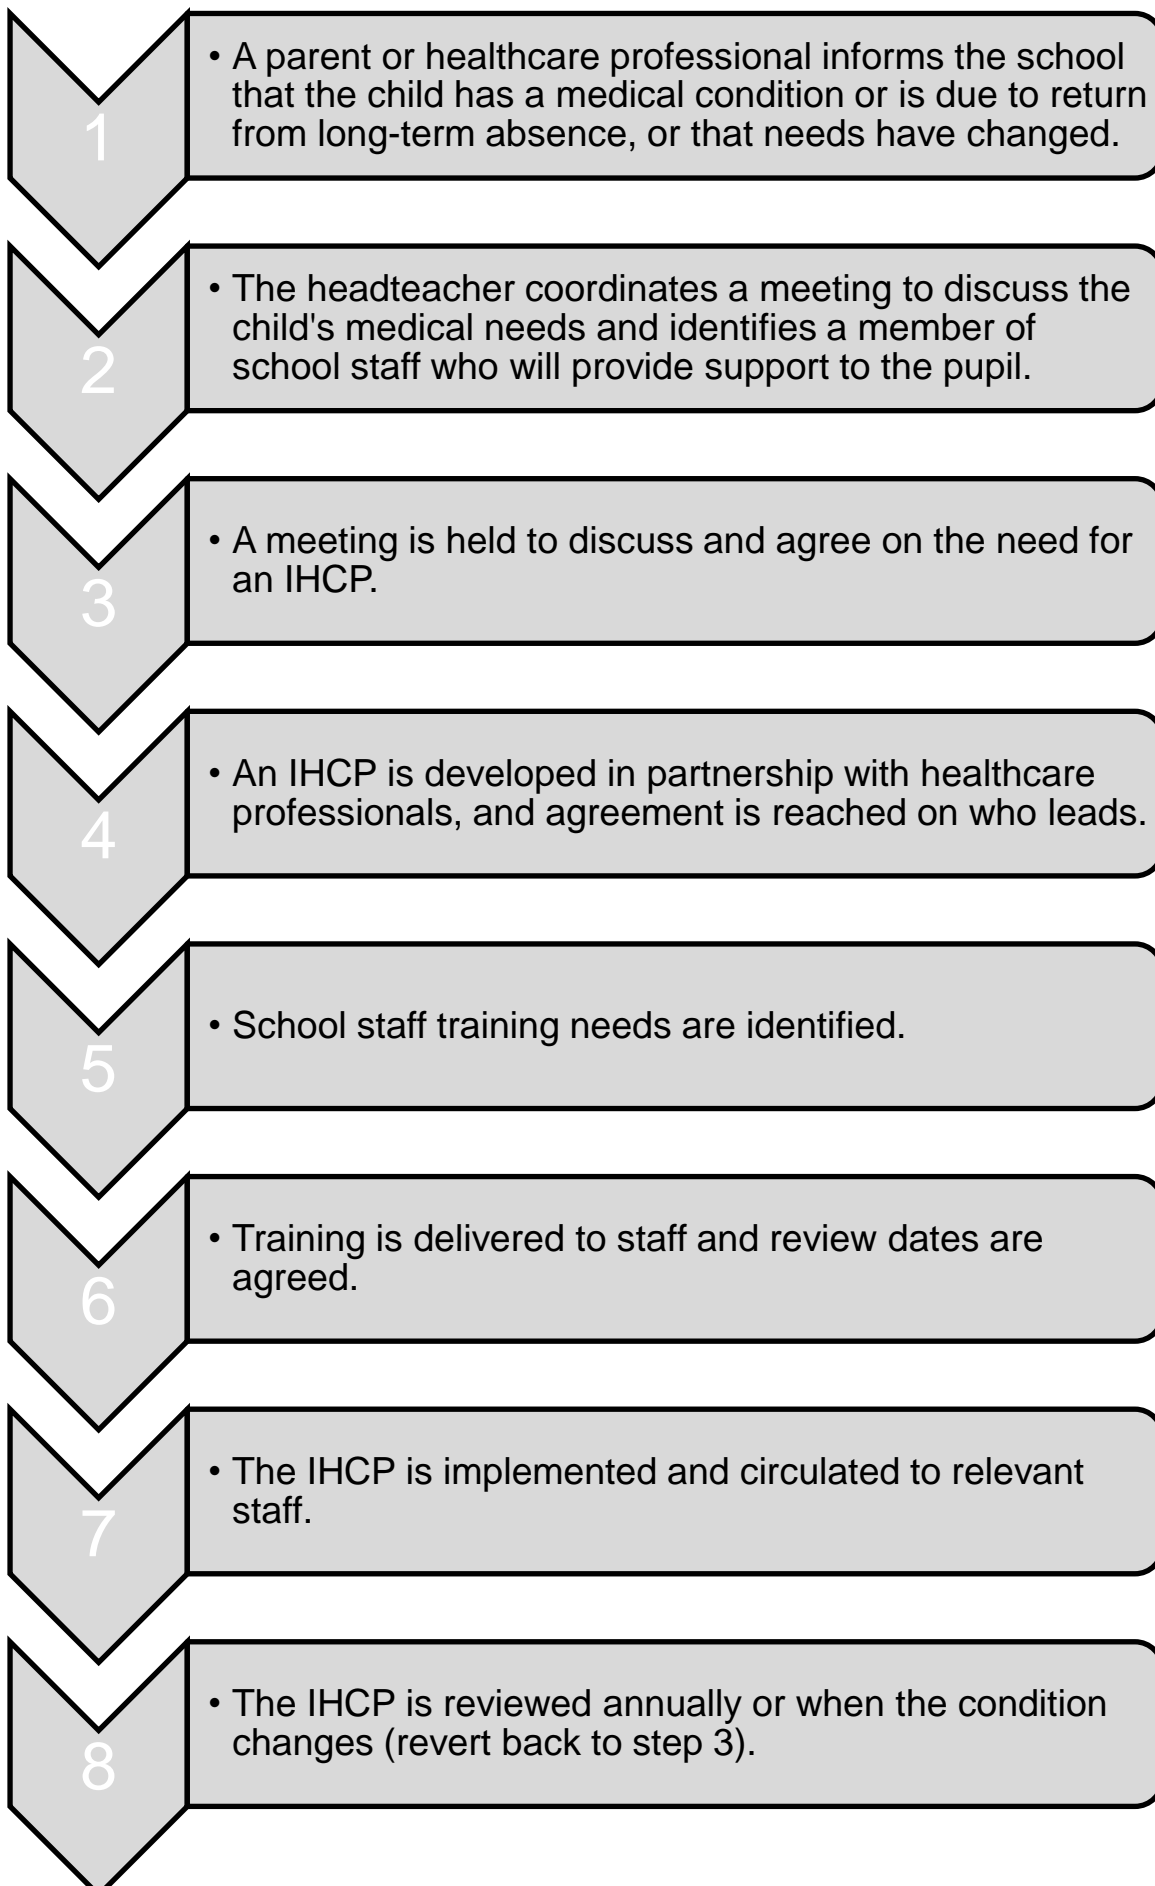 1
• A parent or healthcare professional informs the school
that the child has a medical condition or is due to return
from long-term absence, or that needs have changed.
2
• The headteacher coordinates a meeting to discuss the
child's medical needs and identifies a member of
school staff who will provide support to the pupil.
3
• A meeting is held to discuss and agree on the need for
an IHCP.
4
• An IHCP is developed in partnership with healthcare
professionals, and agreement is reached on who leads.
5
• School staff training needs are identified.
6
• Training is delivered to staff and review dates are
agreed.
7
• The IHCP is implemented and circulated to relevant
staff.
8
• The IHCP is reviewed annually or when the condition
changes (revert back to step 3).